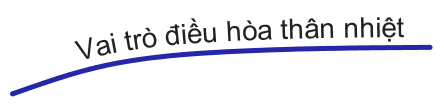 Vai trò điều hòa thân nhiệt